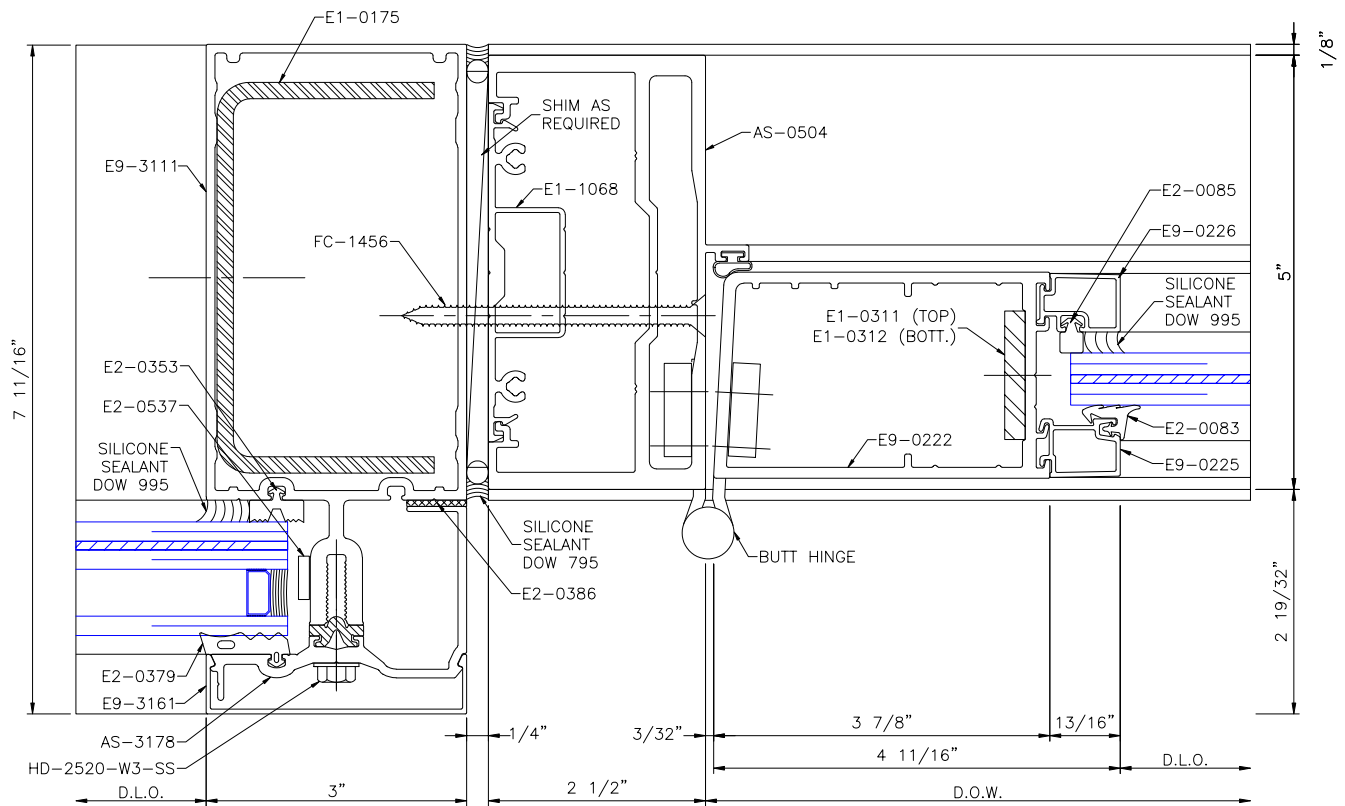 E1-0175
1/8”
SHIM AS
REQUIRED
AS-0504
E9-3111
E1-1068
E2-0085
E9-0226
FC-1456
5”
SILICONE
SEALANT
DOW 995
E1-0311 (TOP)
E1-0312 (BOTT.)
7 11/16”
E2-0353
E2-0537
E2-0083
SILICONE
SEALANT
DOW 995
E9-0222
E9-0225
SILICONE
SEALANT
DOW 795
BUTT HINGE
E2-0386
2 19/32”
E2-0379
E9-3161
AS-3178
1/4”
3/32”
3 7/8”
13/16”
HD-2520-W3-SS
4 11/16”
D.L.O.
D.L.O.
3”
2 1/2”
D.O.W.